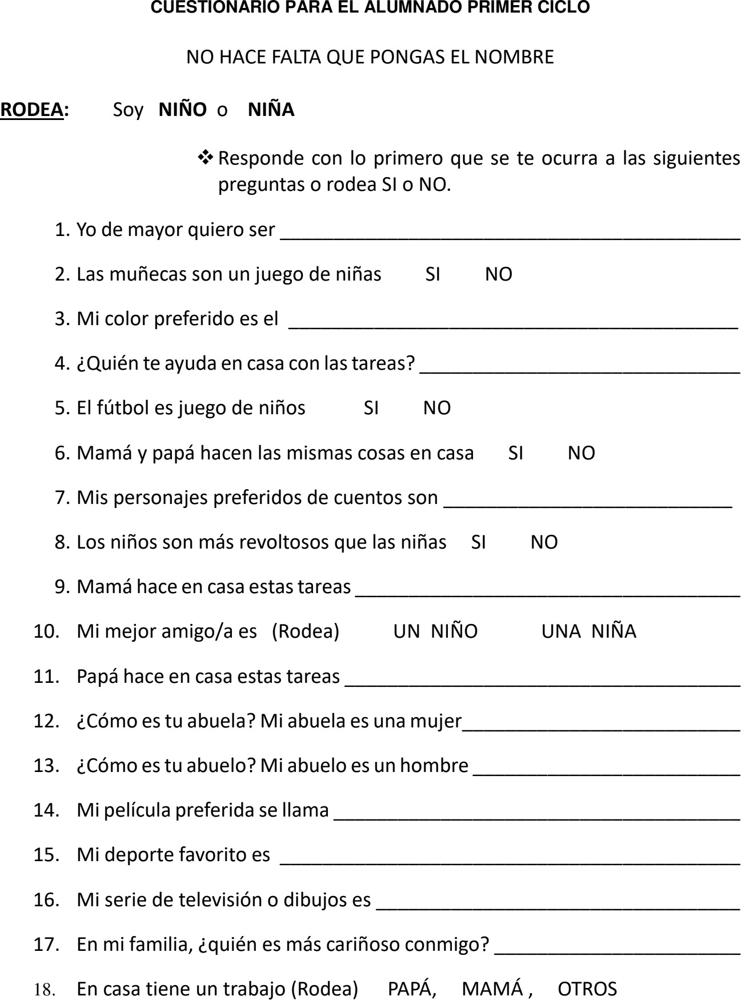 CUESTIONARIO PARA EL ALUMNADO PRIMER CICLO
NO HACE FALTA QUE PONGAS EL NOMBRE
RODEA: Soy NIÑO o NIÑA
❖ Responde con lo primero que se te ocurra a las siguientes
preguntas o rodea SI o NO.
1. Yo de mayor quiero ser ___________________________________________
2. Las muñecas son un juego de niñas SI NO
3. Mi color preferido es el __________________________________________
4. ¿Quién te ayuda en casa con las tareas? ______________________________
5. El fútbol es juego de niños SI NO
6. Mamá y papá hacen las mismas cosas en casa SI NO
7. Mis personajes preferidos de cuentos son ___________________________
8. Los niños son más revoltosos que las niñas SI NO
9. Mamá hace en casa estas tareas ____________________________________
10. Mi mejor amigo/a es (Rodea) UN NIÑO UNA NIÑA
11. Papá hace en casa estas tareas _____________________________________
12. ¿Cómo es tu abuela? Mi abuela es una mujer__________________________
13. ¿Cómo es tu abuelo? Mi abuelo es un hombre _________________________
14. Mi película preferida se llama ______________________________________
15. Mi deporte favorito es ___________________________________________
16. Mi serie de televisión o dibujos es __________________________________
17. En mi familia, ¿quién es más cariñoso conmigo? _______________________
18. En casa tiene un trabajo (Rodea) PAPÁ, MAMÁ , OTROS